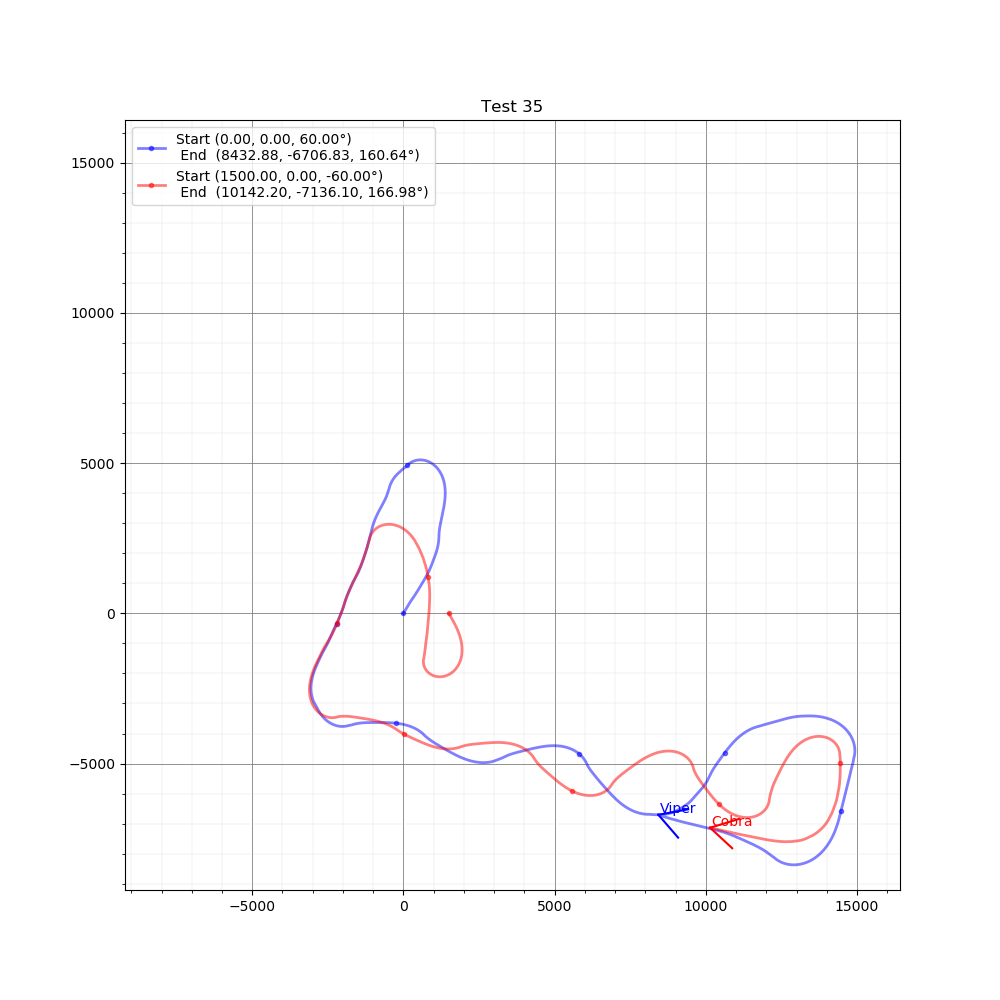 Test 35
Start (0.00, 0.00, 60.00°)
End (8432.88, -6706.83, 160.64°)
Start (1500.00, 0.00, -60.00°)
End (10142.20, -7136.10, 166.98°)
15000
10000
5000
0
−5000
Viper
Cobra
−5000
0
5000
10000
15000